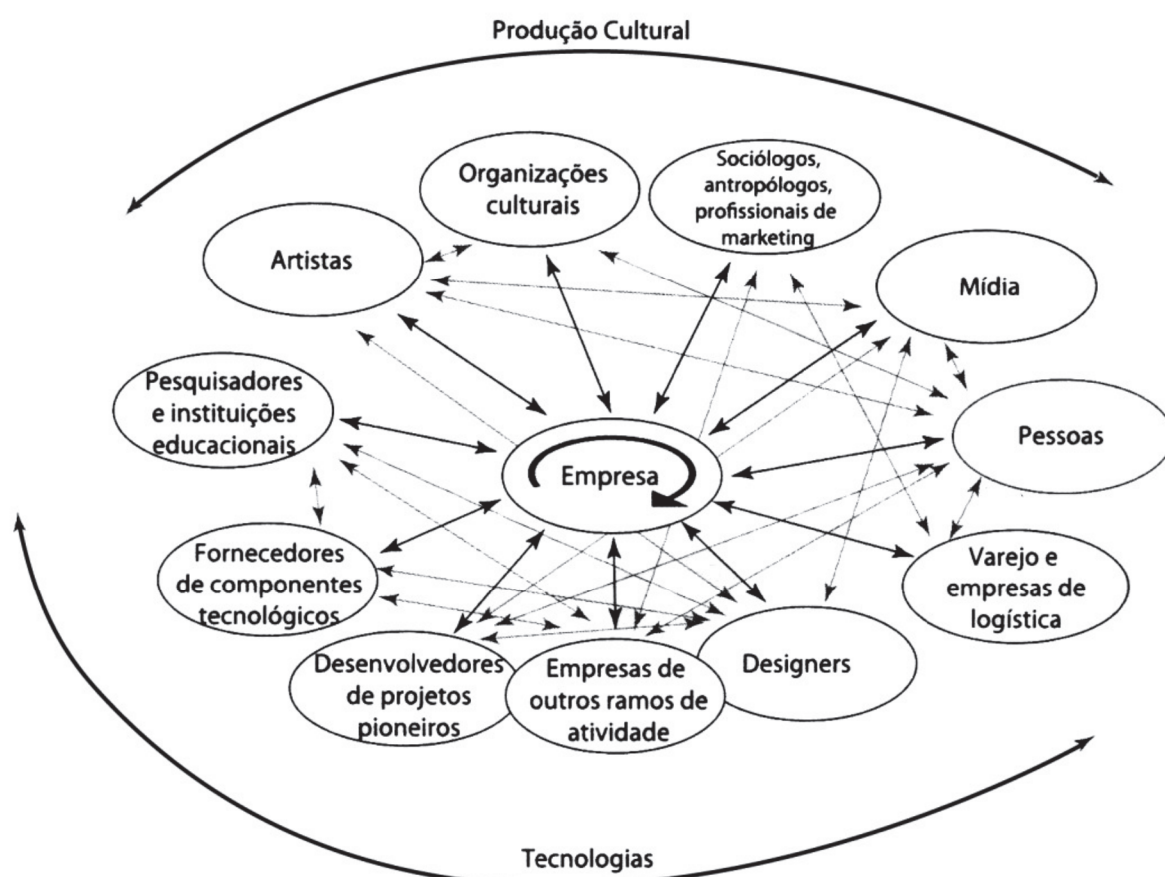 Produção Cultural
Organizações
culturais
Sociólogos,
antropólogos,
profissionais de
marketing
Artistas
Mídia
Pesquisadores
e instituições
educacionais
Pessoas
Empresa
Fornecedores
de componentes
tecnológicos
Varejo e
empresas de
logística
Desenvolvedores
de projetos
pioneiros
Empresas de
outros ramos de
atividade
Designers
Tecnologias